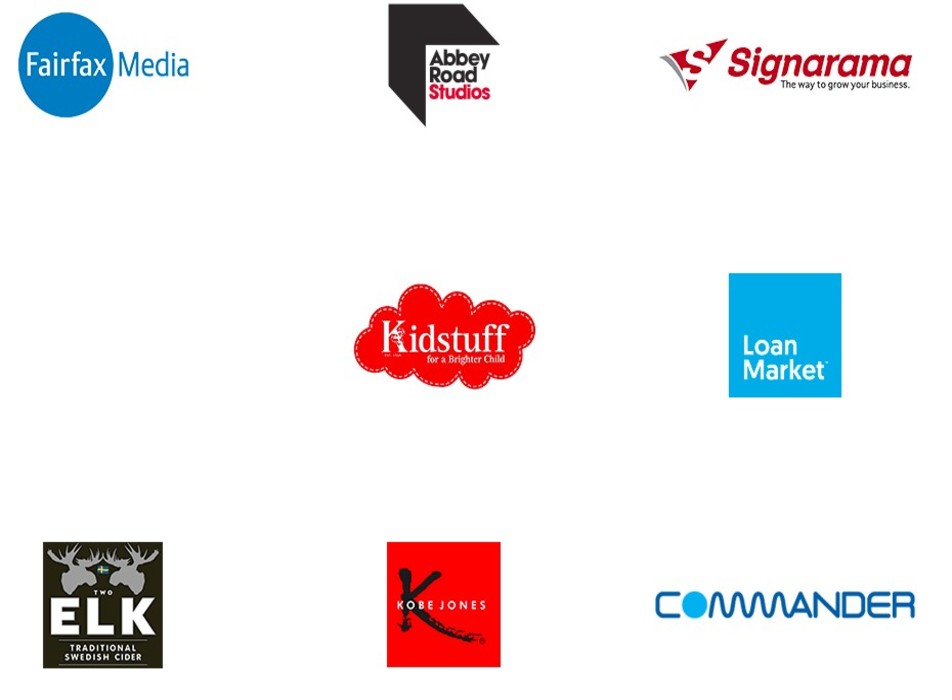 Fairfax Media
Abbey
Road
Studios
Signarama
The way to grow your business.
Kidstuff
for a Brighter Child
Loan
Market
TWO
ELK
TRADITIONAL
SWEDISH CIDER
KOBE JONES
COMMANDER